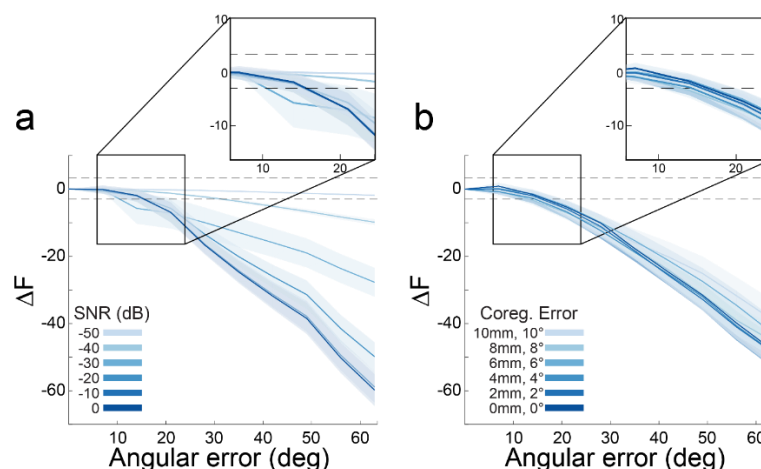 a
10
0
-10
10
20
0
-20
-40
-60
ΔF
SNR (dB)
-50
-40
-30
-20
-10
0
10 20 30 40 50 60
Angular error (deg)
b
10
0
-10
10
20
0
-20
-40
-60
ΔF
Coreg. Error
10mm, 10°
8mm, 8°
6mm, 6°
4mm, 4°
2mm, 2°
0mm, 0°
10 20 30 40 50 60
Angular error (deg)